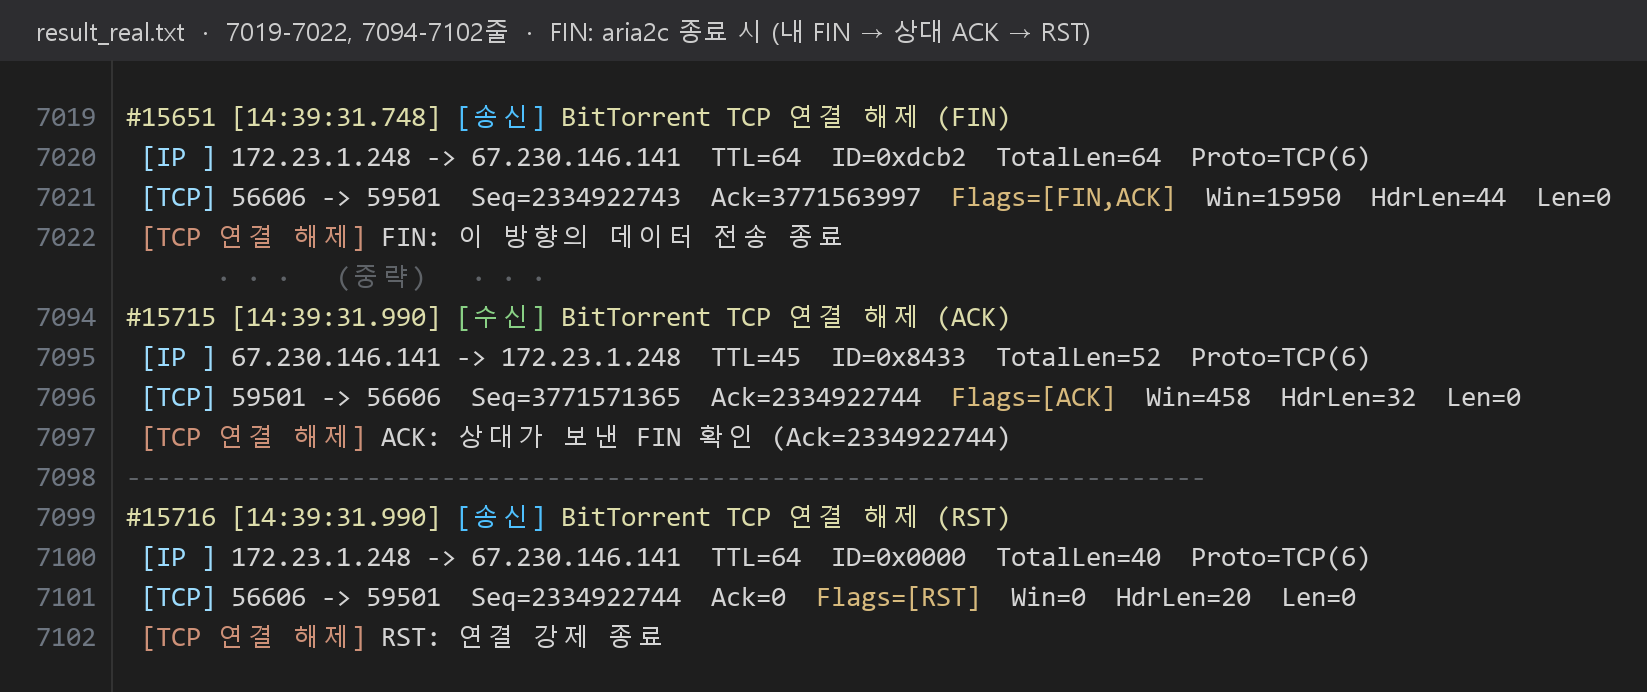 result_real.txt · 7019-7022, 7094-7102줄 · FIN: aria2c 종료 시 (내 FIN → 상대 ACK → RST)
7019 #15651 [14:39:31.748] [송신] BitTorrent TCP 연결 해제 (FIN)
7020 [IP ] 172.23.1.248 -> 67.230.146.141 TTL=64 ID=0xdcb2 TotalLen=64 Proto=TCP(6)
7021 [TCP] 56606 -> 59501 Seq=2334922743 Ack=3771563997 Flags=[FIN,ACK] Win=15950 HdrLen=44 Len=0
7022 [TCP 연결 해제] FIN: 이 방향의 데이터 전송 종료
· · · (중략) · · ·
7094 #15715 [14:39:31.990] [수신] BitTorrent TCP 연결 해제 (ACK)
7095 [IP ] 67.230.146.141 -> 172.23.1.248 TTL=45 ID=0x8433 TotalLen=52 Proto=TCP(6)
7096 [TCP] 59501 -> 56606 Seq=3771571365 Ack=2334922744 Flags=[ACK] Win=458 HdrLen=32 Len=0
7097 [TCP 연결 해제] ACK: 상대가 보낸 FIN 확인 (Ack=2334922744)
7098 ------------------------------------------------------------------------
7099 #15716 [14:39:31.990] [송신] BitTorrent TCP 연결 해제 (RST)
7100 [IP ] 172.23.1.248 -> 67.230.146.141 TTL=64 ID=0x0000 TotalLen=40 Proto=TCP(6)
7101 [TCP] 56606 -> 59501 Seq=2334922744 Ack=0 Flags=[RST] Win=0 HdrLen=20 Len=0
7102 [TCP 연결 해제] RST: 연결 강제 종료